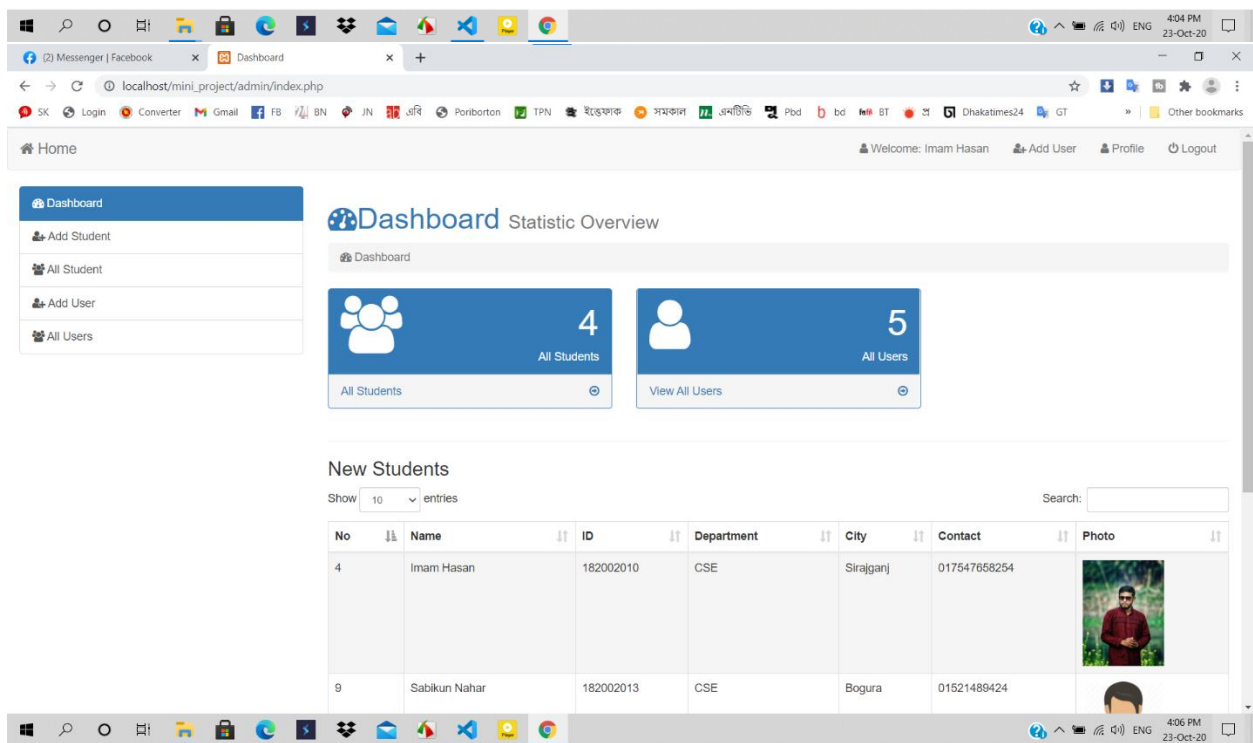 ENG 4:04 PM
23-Oct-20
(2) Messenger | Facebook Dashboard
localhost/mini_project/admin/index.php
SK Login Converter Gmail FB BN JN এবি Poriborton TPN ইত্তেফাক সমকাল এনটিভি Pbd bd BT প্র Dhakatimes24 GT » Other bookmarks
Home Welcome: Imam Hasan Add User Profile Logout
Dashboard
Add Student
All Student
Add User
All Users
Dashboard Statistic Overview
Dashboard
4
All Students
All Students
5
All Users
View All Users
New Students
Show 10 entries Search:
No Name ID Department City Contact Photo
4 Imam Hasan 182002010 CSE Sirajganj 017547658254
9 Sabikun Nahar 182002013 CSE Bogura 01521489424
ENG 4:06 PM
23-Oct-20